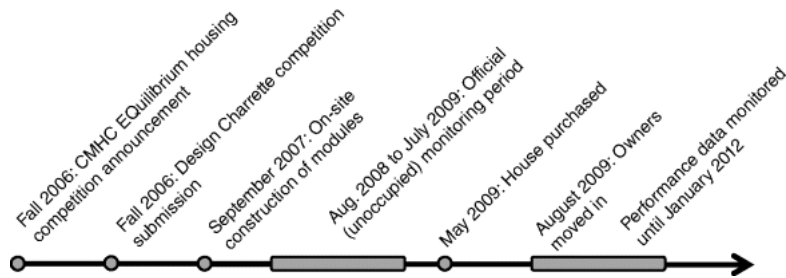 Fall 2006: CMHC EQuilibrium housing
competition announcement
Fall 2006: Design Charrette competition
submission
September 2007: On-site
construction of modules
Aug. 2008 to July 2009: Official
(unoccupied) monitoring period
May 2009: House purchased
August 2009: Owners
moved in
Performance data monitored
until January 2012